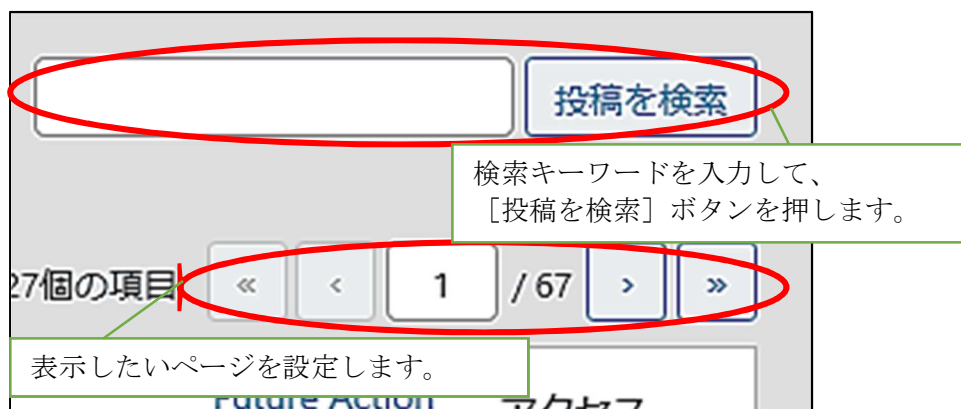 投稿を検索
検索キーワードを入力して、
［投稿を検索］ボタンを押します。
27個の項目 « ‹ 1 / 67 › »
表示したいページを設定します。
Future Action アクセス